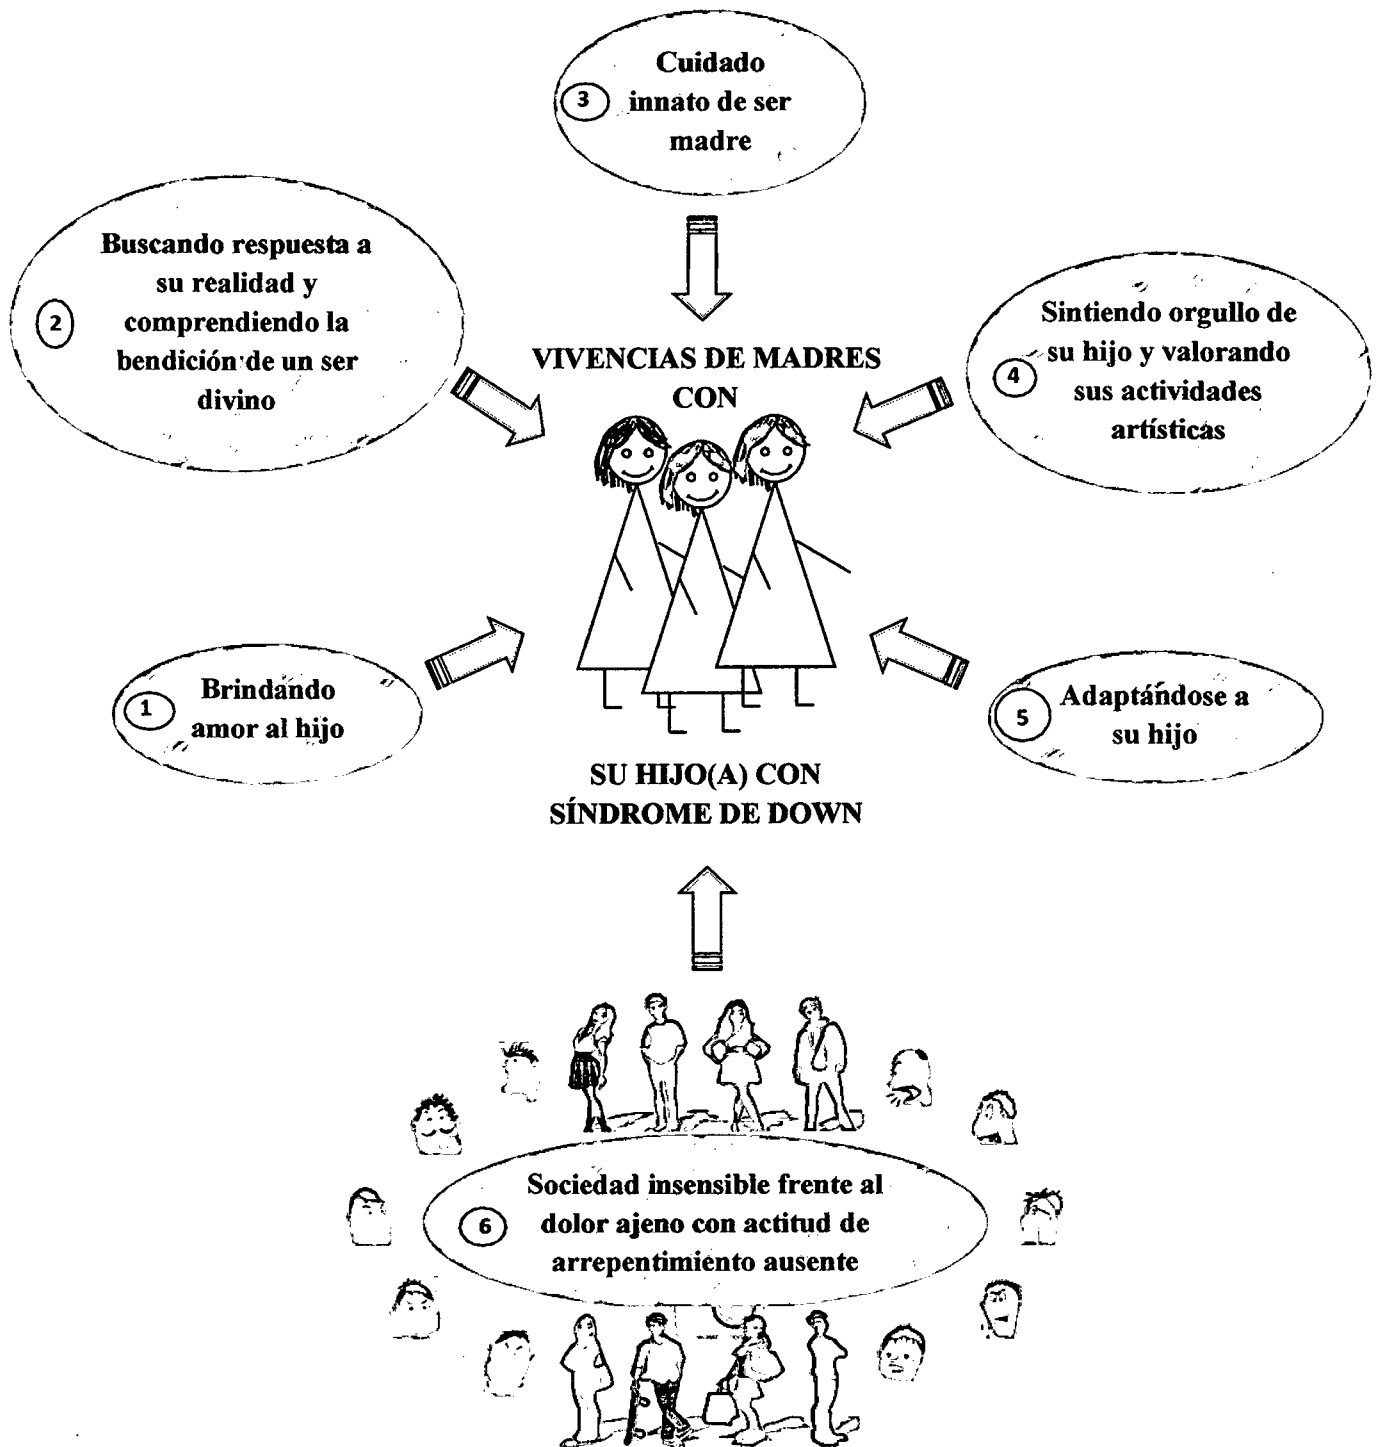 3
Cuidado
innato de ser
madre
2
Buscando respuesta a
su realidad y
comprendiendo la
bendición de un ser
divino
4
Sintiendo orgullo de
su hijo y valorando
sus actividades
artísticas
VIVENCIAS DE MADRES
CON
1
Brindando
amor al hijo
5
Adaptándose a
su hijo
SU HIJO(A) CON
SÍNDROME DE DOWN
6
Sociedad insensible frente al
dolor ajeno con actitud de
arrepentimiento ausente